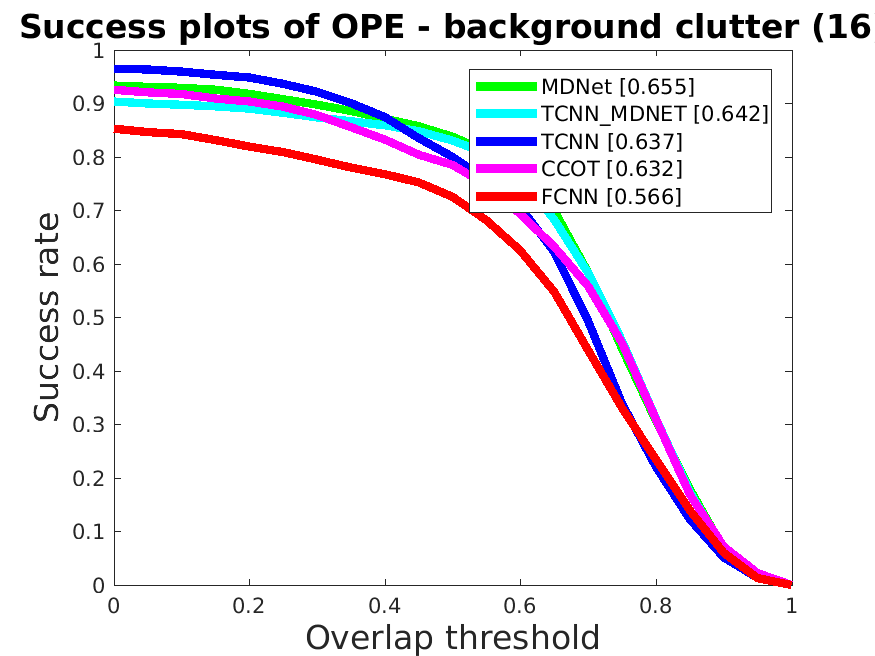 Success plots of OPE - background clutter (16
1
0.9
0.8
0.7
0.6
0.5
0.4
0.3
0.2
0.1
0
Success rate
MDNet [0.655]
TCNN_MDNET [0.642]
TCNN [0.637]
CCOT [0.632]
FCNN [0.566]
0 0.2 0.4 0.6 0.8 1
Overlap threshold